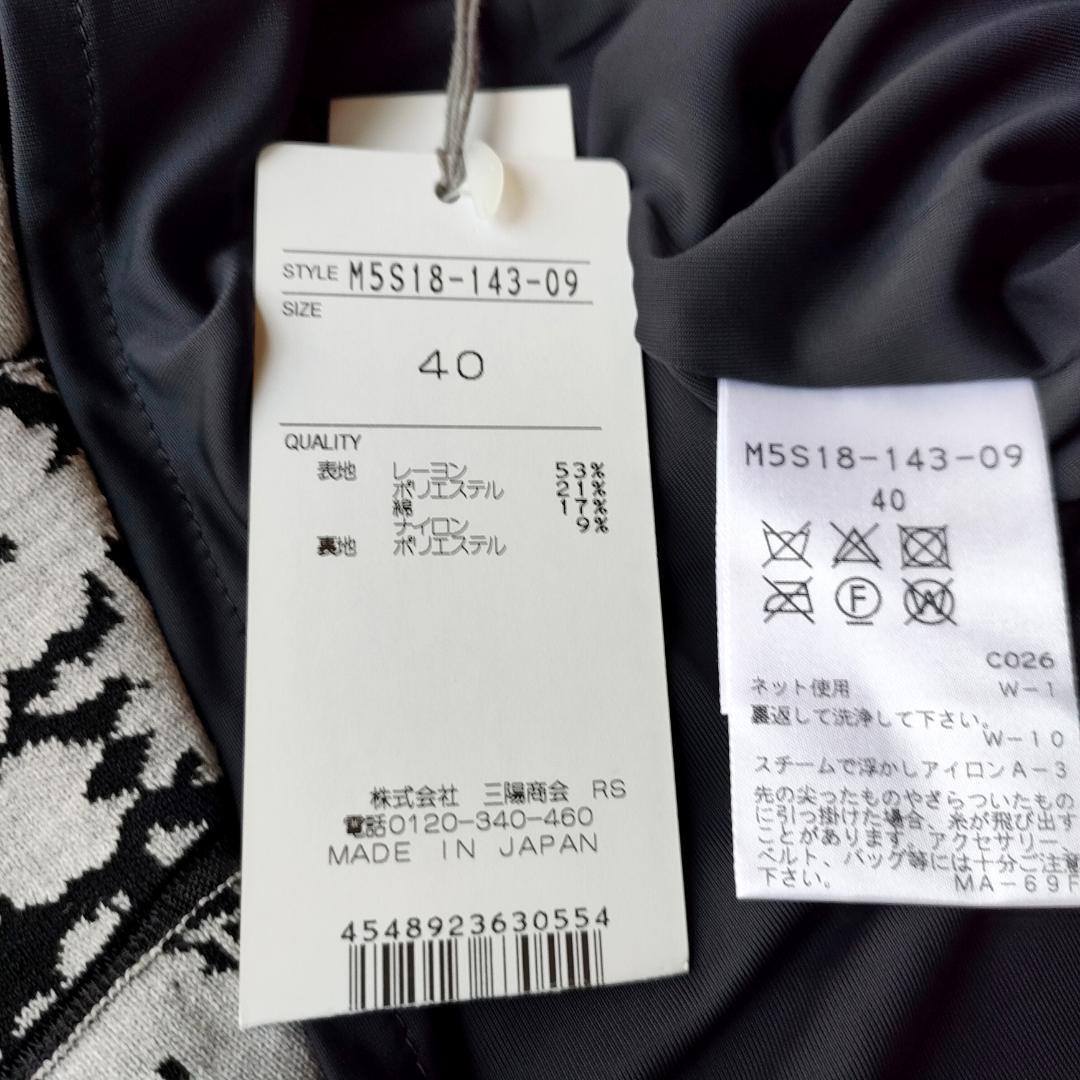 STYLE M5S18-143-09
SIZE
40
QUALITY
表地 レーヨン 53%
ポリエステル 21%
綿 17%
ナイロン 9%
裏地 ポリエステル
株式会社 三陽商会 RS
電話0120-340-460
MADE IN JAPAN
4548923630554
M5S18-143-09
40
F
W
C026
ネット使用 W-1
裏返して洗浄して下さい。
W-10
スチームで浮かしアイロンA-3
先の尖ったものやざらついたもの
に引っ掛けた場合、糸が飛び出す
ことがあります。アクセサリー、
ベルト、バッグ等には十分ご注意
下さい。 MA-69F